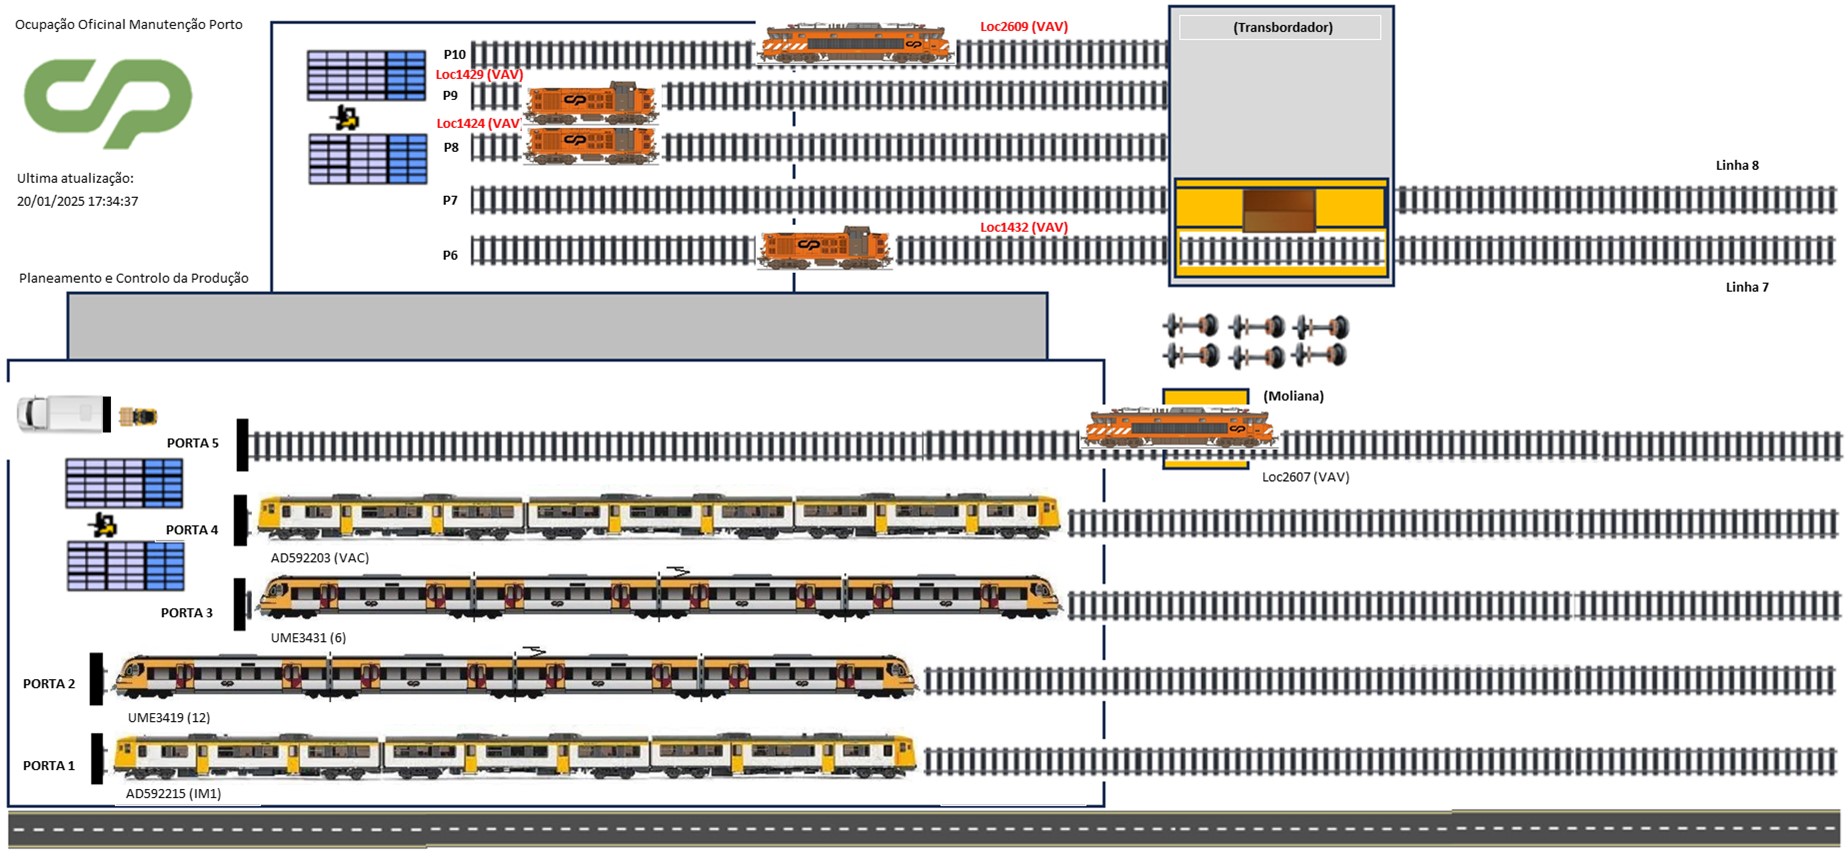 Ocupação Oficinal Manutenção Porto
Loc2609 (VAV)
(Transbordador)
P10
Loc1429 (VAV)
P9
Loc1424 (VAV)
P8
Ultima atualização:
20/01/2025 17:34:37
Linha 8
P7
Loc1432 (VAV)
P6
Planeamento e Controlo da Produção
Linha 7
(Moliana)
PORTA 5
Loc2607 (VAV)
PORTA 4
AD592203 (VAC)
PORTA 3
UME3431 (6)
PORTA 2
UME3419 (12)
PORTA 1
AD592215 (IM1)